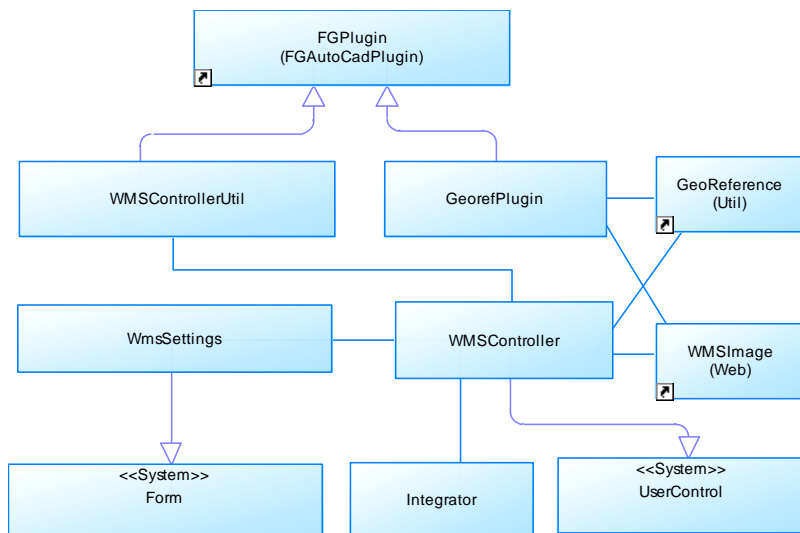 FGPlugin
(FGAutoCadPlugin)
WMSControllerUtil
GeorefPlugin
GeoReference
(Util)
WmsSettings
WMSController
WMSImage
(Web)
<<System>>
Form
Integrator
<<System>>
UserControl